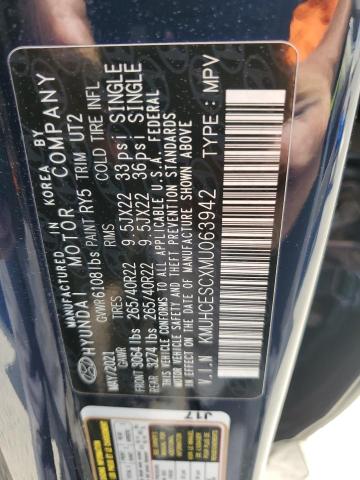 MANUFACTURED IN KOREA BY
HYUNDAI MOTOR COMPANY
MAY/2021 GVWR 6108 lbs PAINT RY5 TRIM UT2
GAWR TIRES RIMS COLD TIRE INFL
FRONT 3064 lbs 265/40R22 9.5JX22 33psi SINGLE
REAR 3274 lbs 265/40R22 9.5JX22 36psi SINGLE
THIS VEHICLE CONFORMS TO ALL APPLICABLE U.S.A. FEDERAL
MOTOR VEHICLE SAFETY, BUMPER, AND THEFT PREVENTION STANDARDS
IN EFFECT ON THE DATE OF MANUFACTURE SHOWN ABOVE
V.I.N KMUHCESCXMU063942 TYPE: MPV
J17